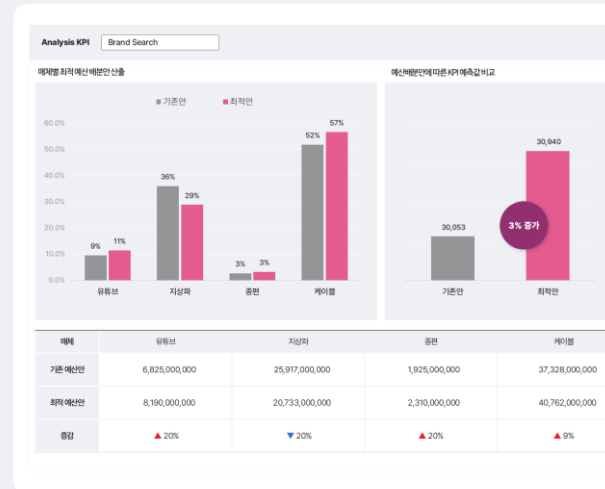 Analysis KPI Brand Search
매체별 최적 예산 배분안 산출
예산배분안에 따른 KPI 예측값 비교
기존안 최적안
60.0%
50.0%
40.0%
30.0%
20.0%
10.0%
0.0%
9% 11%
36% 29%
3% 3%
52% 57%
유튜브 지상파 종편 케이블
30,053
30,940
3% 증가
기존안 최적안
매체 유튜브 지상파 종편 케이블
기존 예산안 6,825,000,000 25,917,000,000 1,925,000,000 37,328,000,000
최적 예산안 8,190,000,000 20,733,000,000 2,310,000,000 40,762,000,000
증감 ▲ 20% ▼ 20% ▲ 20% ▲ 9%